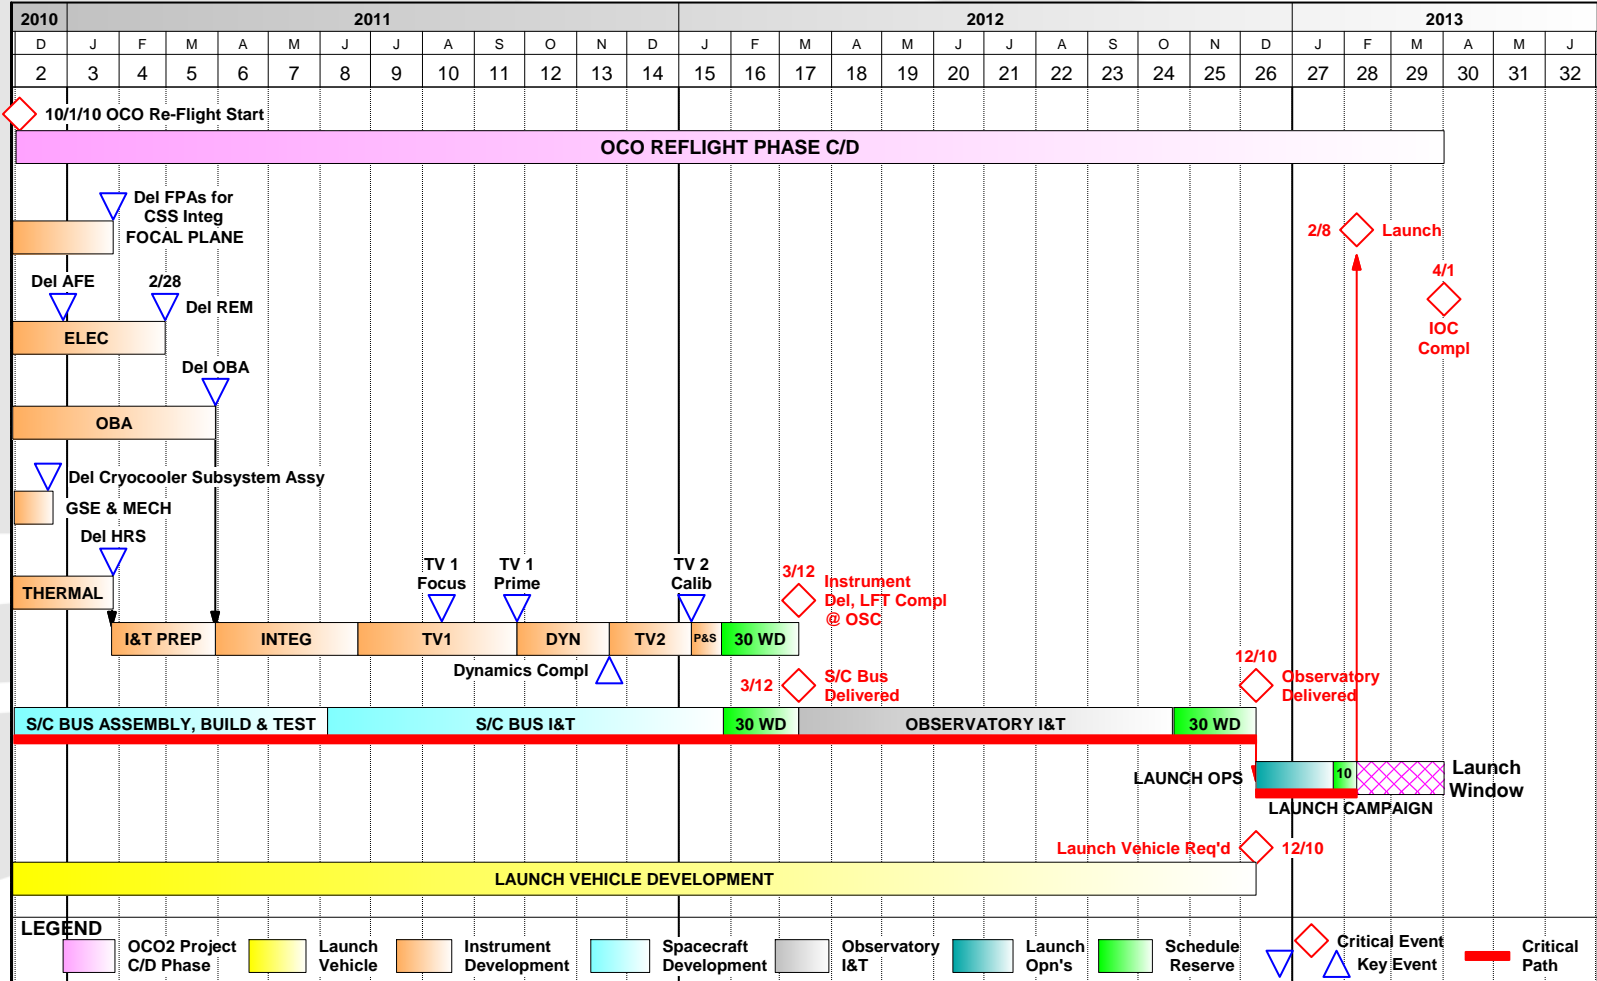 2010 2011 2012 2013
D J F M A M J J A S O N D J F M A M J J A S O N D J F M A M J
2 3 4 5 6 7 8 9 10 11 12 13 14 15 16 17 18 19 20 21 22 23 24 25 26 27 28 29 30 31 32
10/1/10 OCO Re-Flight Start
OCO REFLIGHT PHASE C/D
Del FPAs for
CSS Integ
FOCAL PLANE
2/8 Launch
Del AFE 2/28
Del REM
4/1
IOC
Compl
ELEC
Del OBA
OBA
Del Cryocooler Subsystem Assy
GSE & MECH
Del HRS
THERMAL
TV 1
Focus
TV 1
Prime
TV 2
Calib
3/12
Instrument
Del, LFT Compl
@ OSC
I&T PREP INTEG TV1 DYN TV2 P&S 30 WD
Dynamics Compl
3/12
S/C Bus
Delivered
12/10
Observatory
Delivered
S/C BUS ASSEMBLY, BUILD & TEST S/C BUS I&T 30 WD OBSERVATORY I&T 30 WD
LAUNCH OPS 10
Launch
Window
LAUNCH CAMPAIGN
Launch Vehicle Req'd 12/10
LAUNCH VEHICLE DEVELOPMENT
LEGEND
OCO2 Project
C/D Phase
Launch
Vehicle
Instrument
Development
Spacecraft
Development
Observatory
I&T
Launch
Opn's
Schedule
Reserve
Critical Event
Key Event
Critical
Path